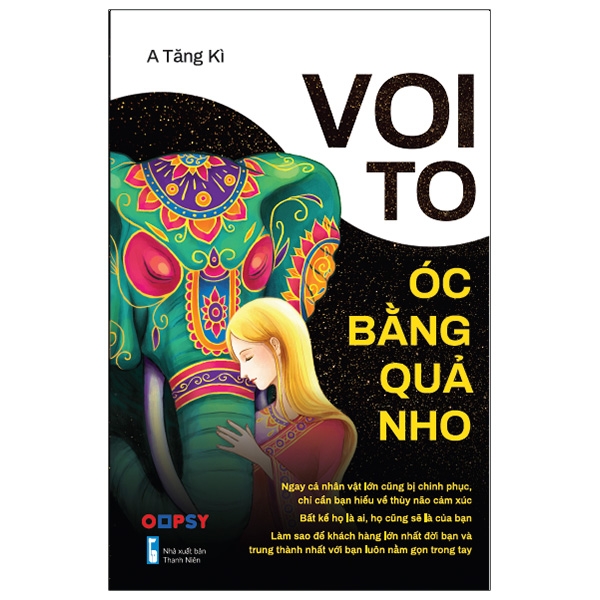 A Tăng Kì
VOI
TO
ÓC
BẰNG
QUẢ
NHO
Ngay cả nhân vật lớn cũng bị chinh phục,
chỉ cần bạn hiểu về thùy não cảm xúc
Bất kể họ là ai, họ cũng sẽ là của bạn
Làm sao để khách hàng lớn nhất đời bạn và
trung thành nhất với bạn luôn nằm gọn trong tay
OOPSY
Nhà xuất bản
Thanh Niên